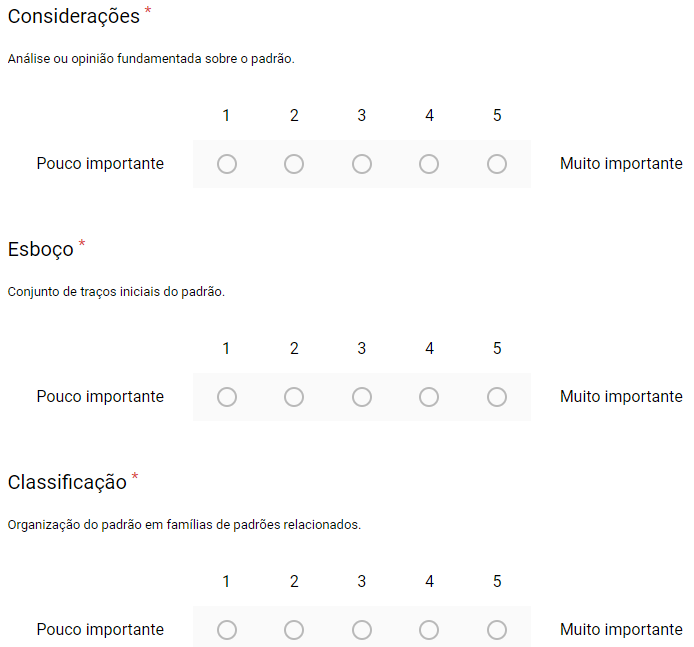 Considerações *
Análise ou opinião fundamentada sobre o padrão.
1 2 3 4 5
Pouco importante Muito importante
Esboço *
Conjunto de traços iniciais do padrão.
1 2 3 4 5
Pouco importante Muito importante
Classificação *
Organização do padrão em famílias de padrões relacionados.
1 2 3 4 5
Pouco importante Muito importante